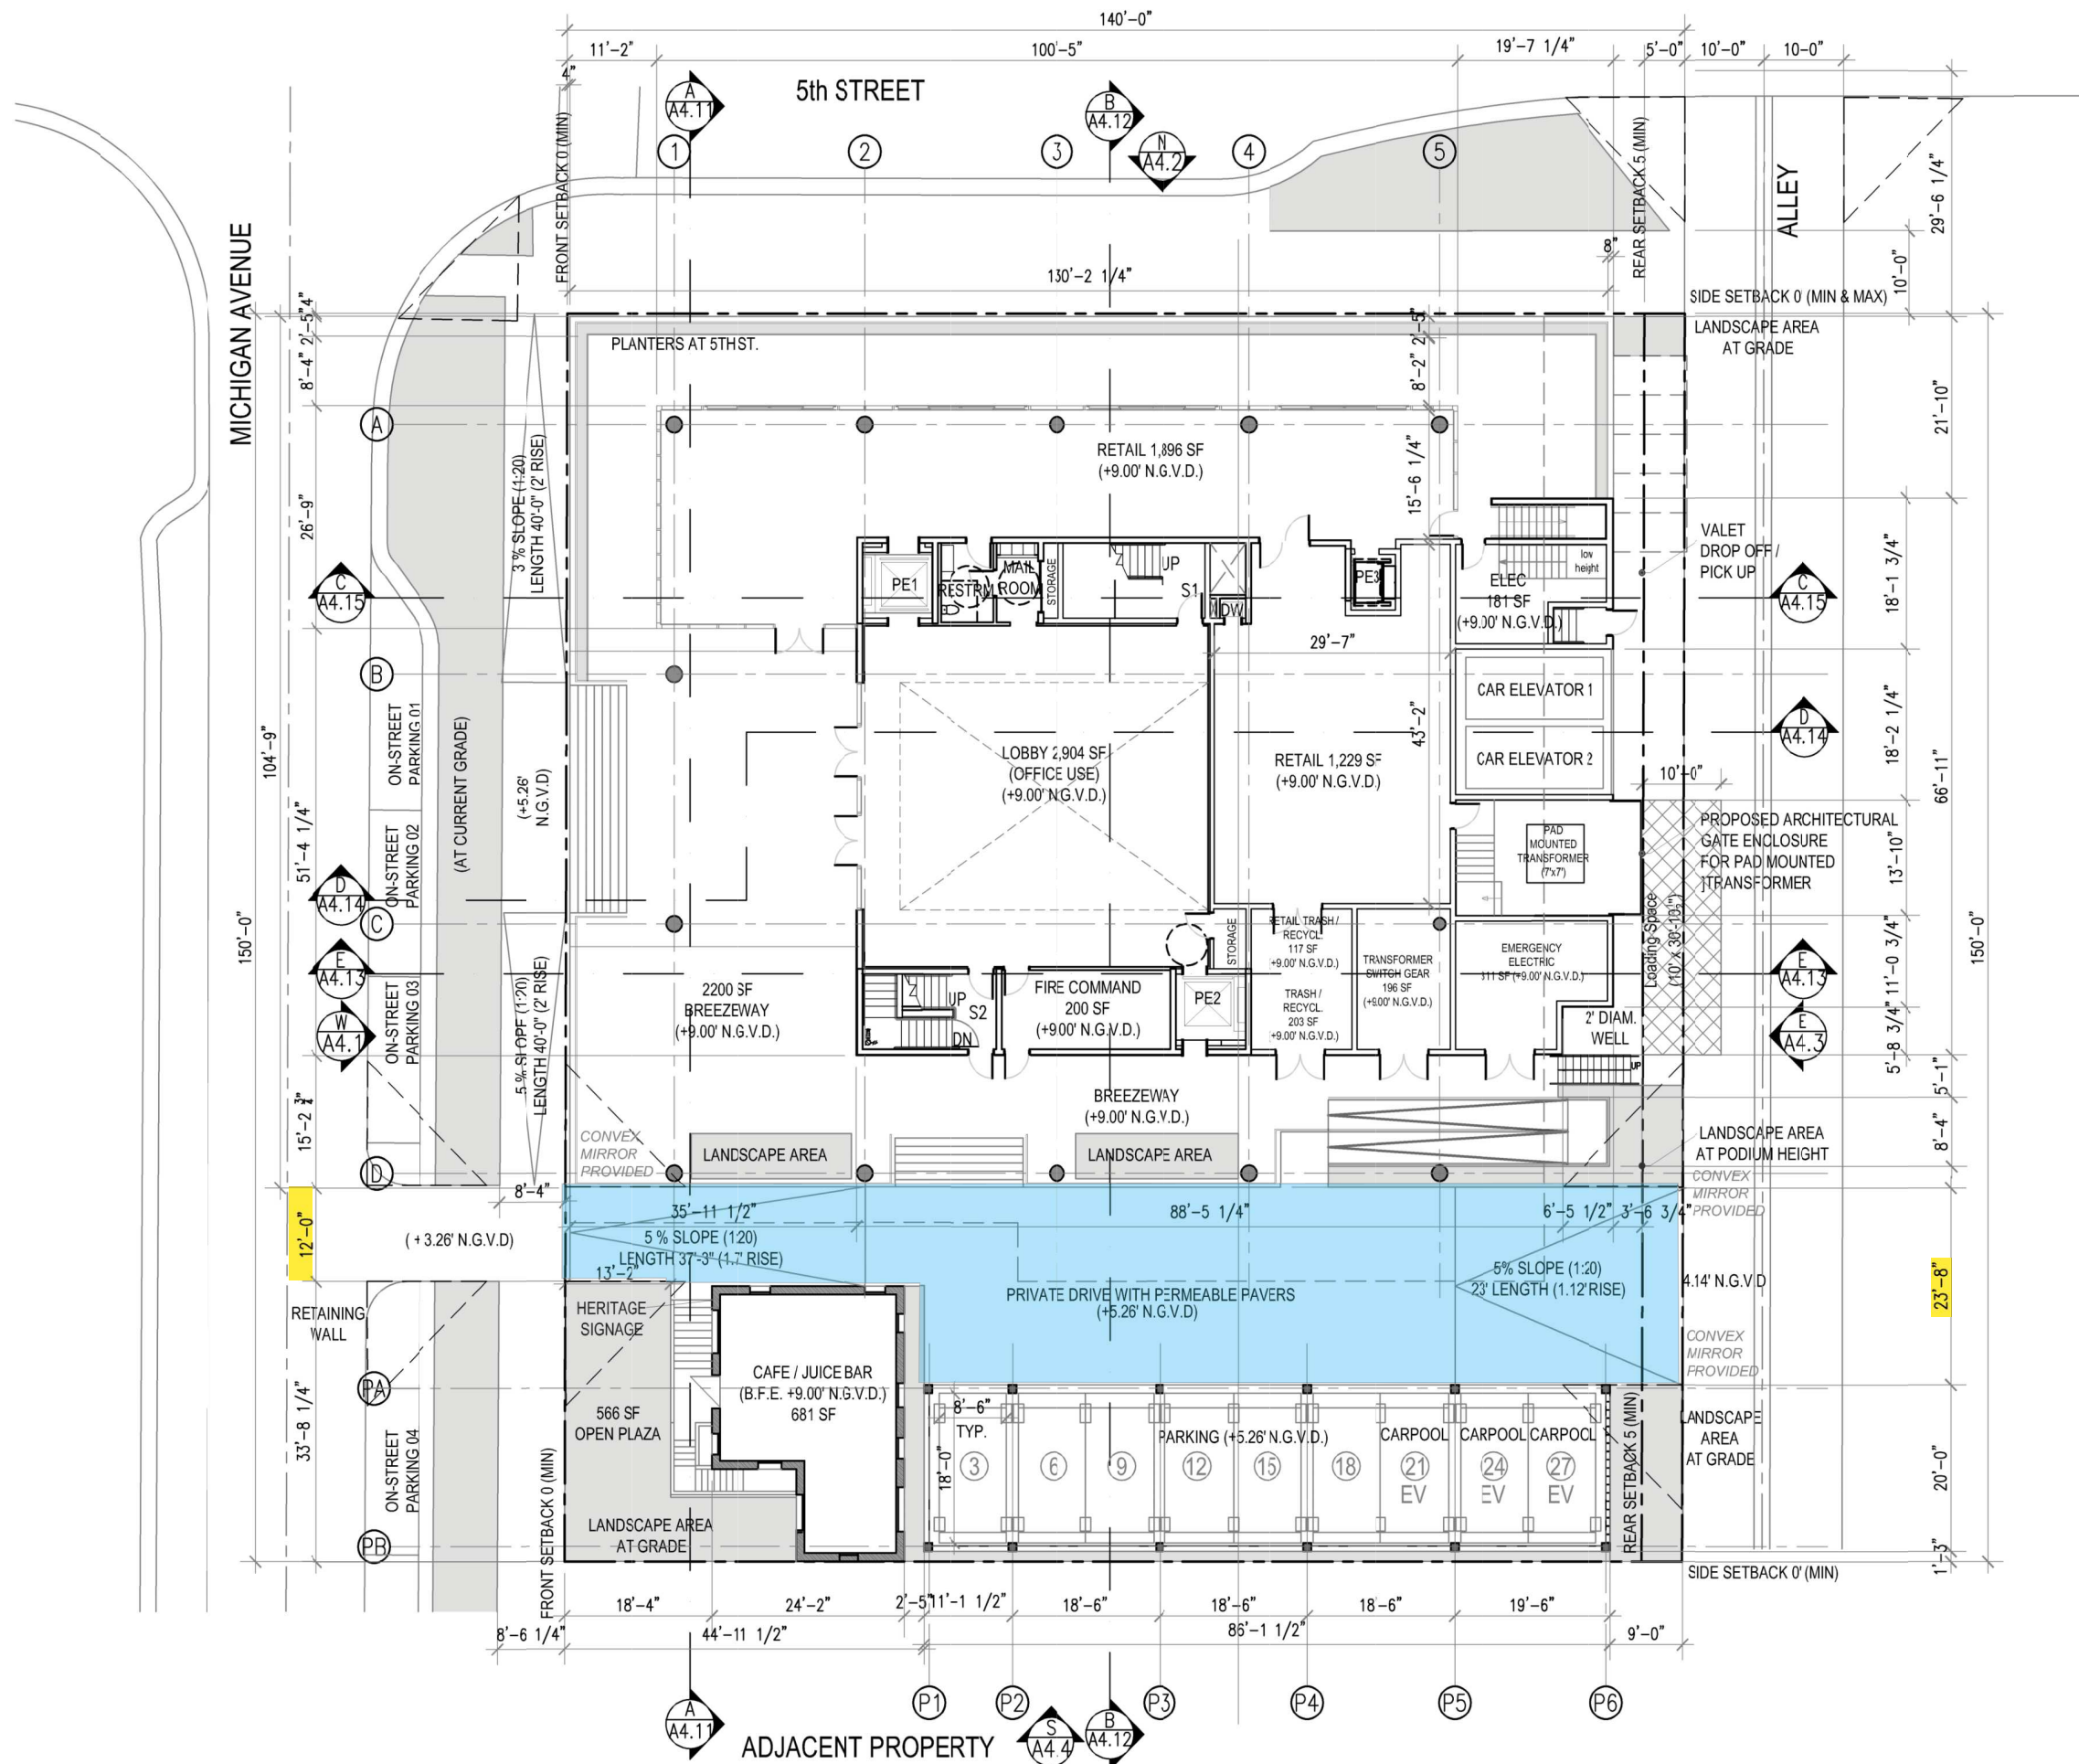 140'-0"
11'-2"
100'-5"
19'-7 1/4"
5'-0"
10'-0"
10-0"
4"
5th STREET
A
A4.11
B
A4.12
N
A4.2
1
2
3
4
5
FRONT SETBACK 0 (MIN)
REAR SETBACK 5 (MIN)
ALLEY
29'-6 1/4"
10'-0"
8"
130'-2 1/4"
MICHIGAN AVENUE
SIDE SETBACK 0' (MIN & MAX)
LANDSCAPE AREA
AT GRADE
PLANTERS AT 5TH ST.
8'-4"
2'-5"
4"
8'-2"
2'-5"
21'-10"
A
RETAIL 1,896 SF
(+9.00' N.G.V.D.)
15'-6 1/4"
26'-9"
3 % SLOPE (1:20)
LENGTH 40'-0" (2' RISE)
VALET
DROP OFF /
PICK UP
C
A4.15
PE1
RESTRM
MAIL
ROOM
STORAGE
UP
S1
DW
PE3
low
height
ELEC
181 SF
(+9.00' N.G.V.D.)
18'-1 3/4"
C
A4.15
29'-7"
B
CAR ELEVATOR 1
CAR ELEVATOR 2
18'-2 1/4"
D
A4.14
104'-9"
150'-0"
51'-4 1/4"
ON-STREET
PARKING 01
ON-STREET
PARKING 02
ON-STREET
PARKING 03
(AT CURRENT GRADE)
(+5.26'
N.G.V.D)
LOBBY 2,904 SF
(OFFICE USE)
(+9.00' N.G.V.D.)
43'-2"
RETAIL 1,229 SF
(+9.00' N.G.V.D.)
10'-0"
66'-11"
PAD
MOUNTED
TRANSFORMER
(7'x7')
PROPOSED ARCHITECTURAL
GATE ENCLOSURE
FOR PAD MOUNTED
TRANSFORMER
13'-10"
150'-0"
D
A4.14
C
E
A4.13
W
A4.1
5 % SLOPE (1:20)
LENGTH 40'-0" (2' RISE)
2200 SF
BREEZEWAY
(+9.00' N.G.V.D.)
UP
S2
DN
FIRE COMMAND
200 SF
(+9.00' N.G.V.D.)
STORAGE
PE2
RETAIL TRASH /
RECYCL.
117 SF
(+9.00' N.G.V.D.)
TRASH /
RECYCL.
203 SF
(+9.00' N.G.V.D.)
TRANSFORMER
SWITCH GEAR
196 SF
(+9.00' N.G.V.D.)
EMERGENCY
ELECTRIC
311 SF (+9.00' N.G.V.D.)
2' DIAM.
WELL
UP
Loading Space
11'-0 3/4"
5'-8 3/4"
E
A4.13
E
A4.3
15'-2 3/4"
BREEZEWAY
(+9.00' N.G.V.D.)
5'-1"
8'-4"
CONVEX
MIRROR
PROVIDED
LANDSCAPE AREA
LANDSCAPE AREA
LANDSCAPE AREA
AT PODIUM HEIGHT
CONVEX
MIRROR
PROVIDED
D
8'-4"
12'-0"
( + 3.26' N.G.V.D)
35'-11 1/2"
88'-5 1/4"
6'-5 1/2"
3'-6 3/4"
5 % SLOPE (1:20)
LENGTH 37'-3" (1.7' RISE)
13'-2"
PRIVATE DRIVE WITH PERMEABLE PAVERS
(+5.26' N.G.V.D)
5% SLOPE (1:20)
23' LENGTH (1.12' RISE)
4.14' N.G.V.D
23'-8"
RETAINING
WALL
HERITAGE
SIGNAGE
CONVEX
MIRROR
PROVIDED
PA
33'-8 1/4"
CAFE / JUICE BAR
(B.F.E. +9.00' N.G.V.D.)
681 SF
566 SF
OPEN PLAZA
ON-STREET
PARKING 04
8'-6"
TYP.
18'-0"
PARKING (+5.26' N.G.V.D.)
CARPOOL
CARPOOL
CARPOOL
3
6
9
12
15
18
21
EV
24
EV
27
EV
REAR SETBACK 5 (MIN)
LANDSCAPE
AREA
AT GRADE
20'-0"
LANDSCAPE AREA
AT GRADE
PB
FRONT SETBACK 0 (MIN)
1'-3"
SIDE SETBACK 0' (MIN)
18'-4"
24'-2"
2'-5"
11'-1 1/2"
18'-6"
18'-6"
18'-6"
19'-6"
8'-6 1/4"
44'-11 1/2"
86'-1 1/2"
9'-0"
P1
P2
P3
P4
P5
P6
A
A4.11
ADJACENT PROPERTY
S
A4.4
B
A4.12